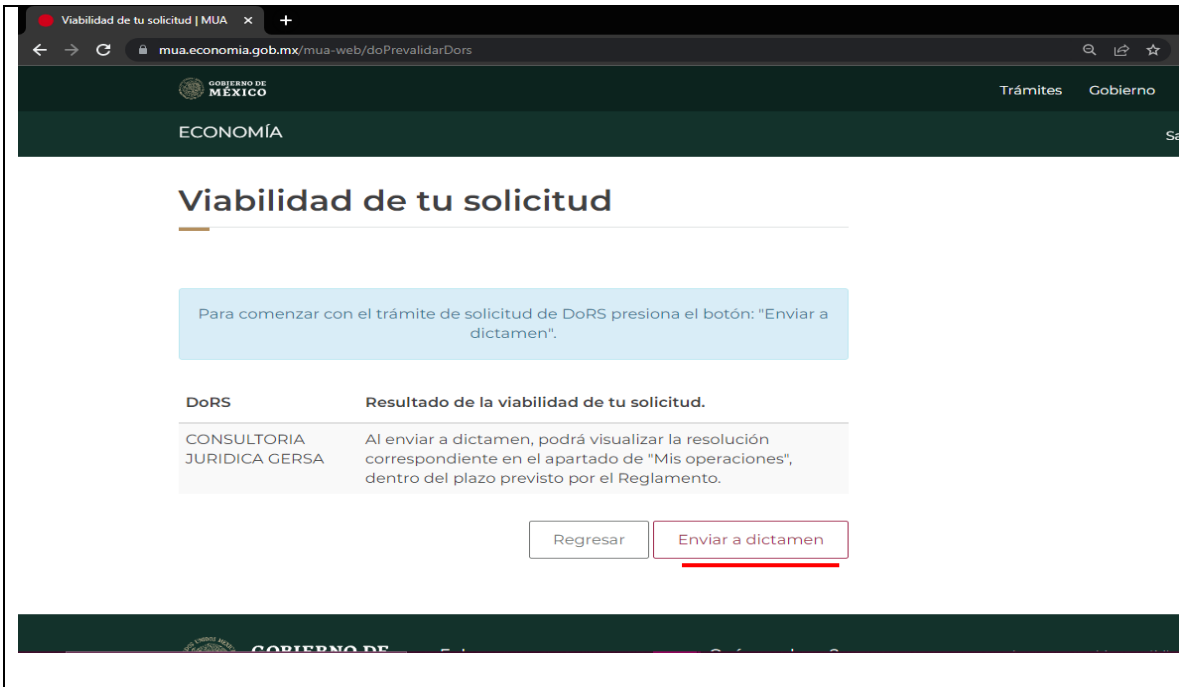 Viabilidad de tu solicitud | MUA
mua.economia.gob.mx/mua-web/doPrevalidarDors
GOBIERNO DE
MÉXICO
Trámites Gobierno
ECONOMÍA
Viabilidad de tu solicitud
Para comenzar con el trámite de solicitud de DoRS presiona el botón: "Enviar a
dictamen".
DoRS Resultado de la viabilidad de tu solicitud.
CONSULTORIA Al enviar a dictamen, podrá visualizar la resolución
JURIDICA GERSA correspondiente en el apartado de "Mis operaciones",
dentro del plazo previsto por el Reglamento.
Regresar Enviar a dictamen
GOBIERNO DE